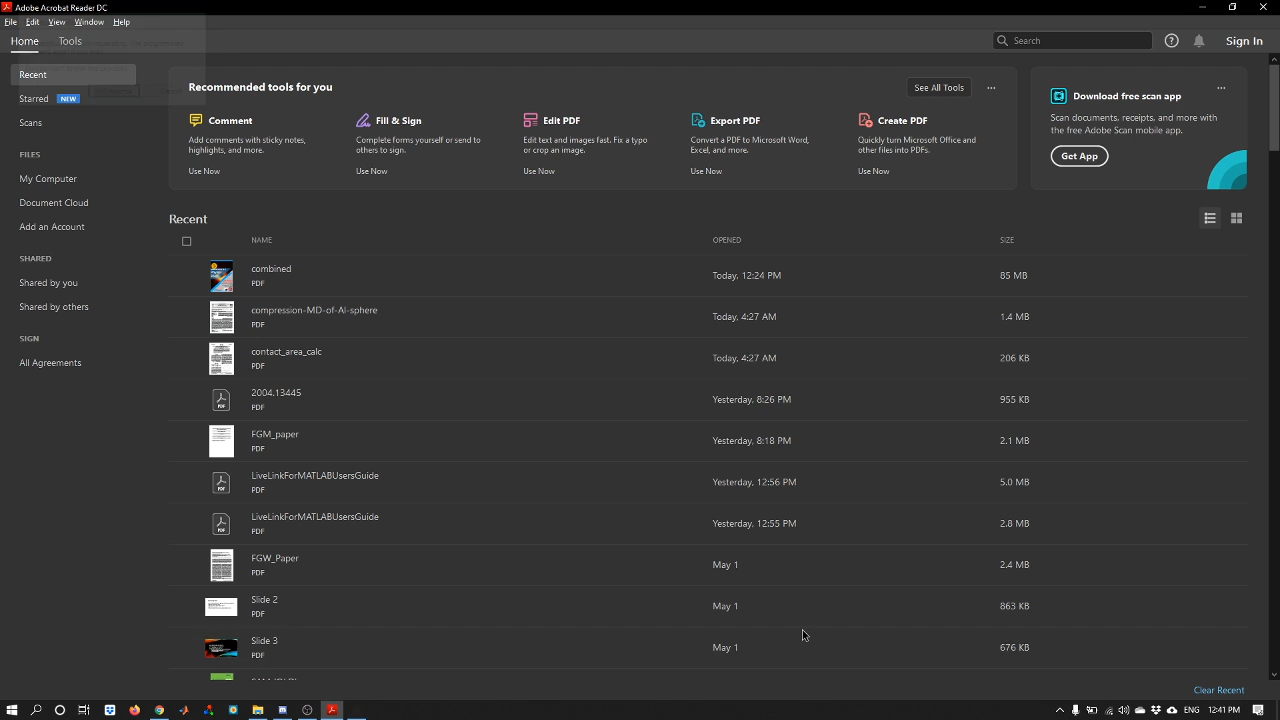 Adobe Acrobat Reader DC
File Edit View Window Help
Home Tools
Search
Sign In
Recent
Starred NEW
Scans
FILES
My Computer
Document Cloud
Add an Account
SHARED
Shared by you
Shared by others
SIGN
All Agreements
Recommended tools for you
See All Tools
Comment
Add comments with sticky notes,
highlights, and more.
Use Now
Fill & Sign
Complete forms yourself or send to
others to sign.
Use Now
Edit PDF
Edit text and images fast. Fix a typo
or crop an image.
Use Now
Export PDF
Convert a PDF to Microsoft Word,
Excel, and more.
Use Now
Create PDF
Quickly turn Microsoft Office and
other files into PDFs.
Use Now
Download free scan app
Scan documents, receipts, and more with
the free Adobe Scan mobile app.
Get App
Recent
NAME OPENED SIZE
combined
PDF
Today, 12:24 PM 85 MB
compression-MD-of-Al-sphere
PDF
Today, 4:27 AM 1.4 MB
PDF
Today, 4:27 AM 206 KB
2004.13445
PDF
Yesterday, 8:26 PM 955 KB
FGM_paper
PDF
Yesterday, 8:18 PM 2.1 MB
LiveLinkForMATLABUsersGuide
PDF
Yesterday, 12:56 PM 5.0 MB
LiveLinkForMATLABUsersGuide
PDF
Yesterday, 12:55 PM 2.8 MB
FGW_Paper
PDF
May 1 2.4 MB
Slide 2
PDF
May 1 863 KB
Slide 3
PDF
May 1 676 KB
Clear Recent
12:41 PM